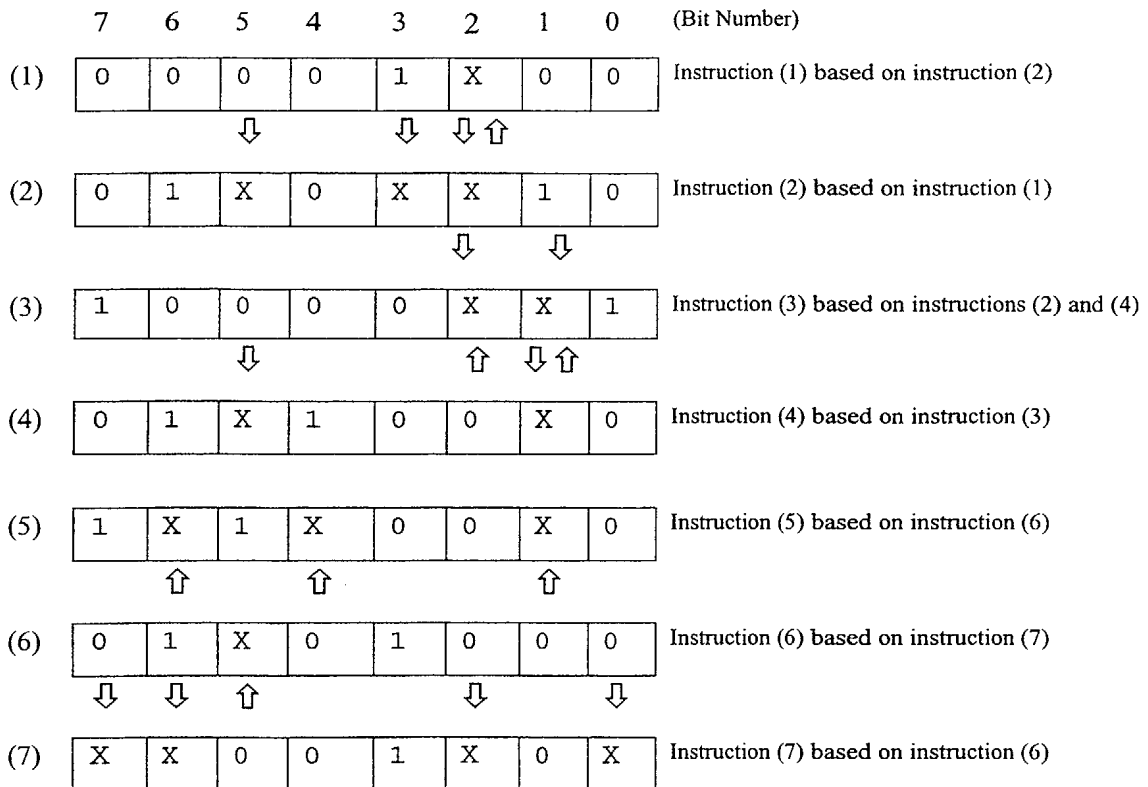 7 6 5 4 3 2 1 0 (Bit Number)
(1) 0 0 0 0 1 X 0 0 Instruction (1) based on instruction (2)
(2) 0 1 X 0 X X 1 0 Instruction (2) based on instruction (1)
(3) 1 0 0 0 0 X X 1 Instruction (3) based on instructions (2) and (4)
(4) 0 1 X 1 0 0 X 0 Instruction (4) based on instruction (3)
(5) 1 X 1 X 0 0 X 0 Instruction (5) based on instruction (6)
(6) 0 1 X 0 1 0 0 0 Instruction (6) based on instruction (7)
(7) X X 0 0 1 X 0 X Instruction (7) based on instruction (6)